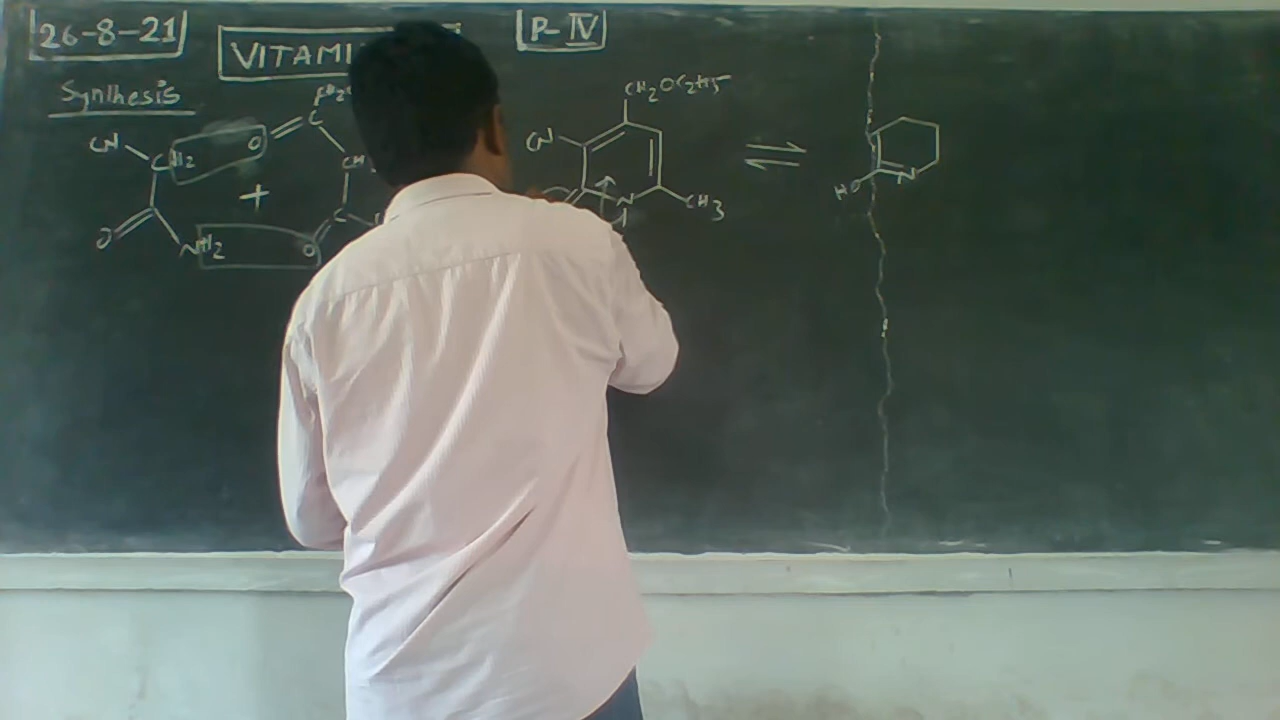 26-8-21
VITAMI
P-IV
Synthesis
CN
CH2
O
C
CH
+
O
NH2
O
C
CH2OC2H5
CN
N
CH3
HO
N